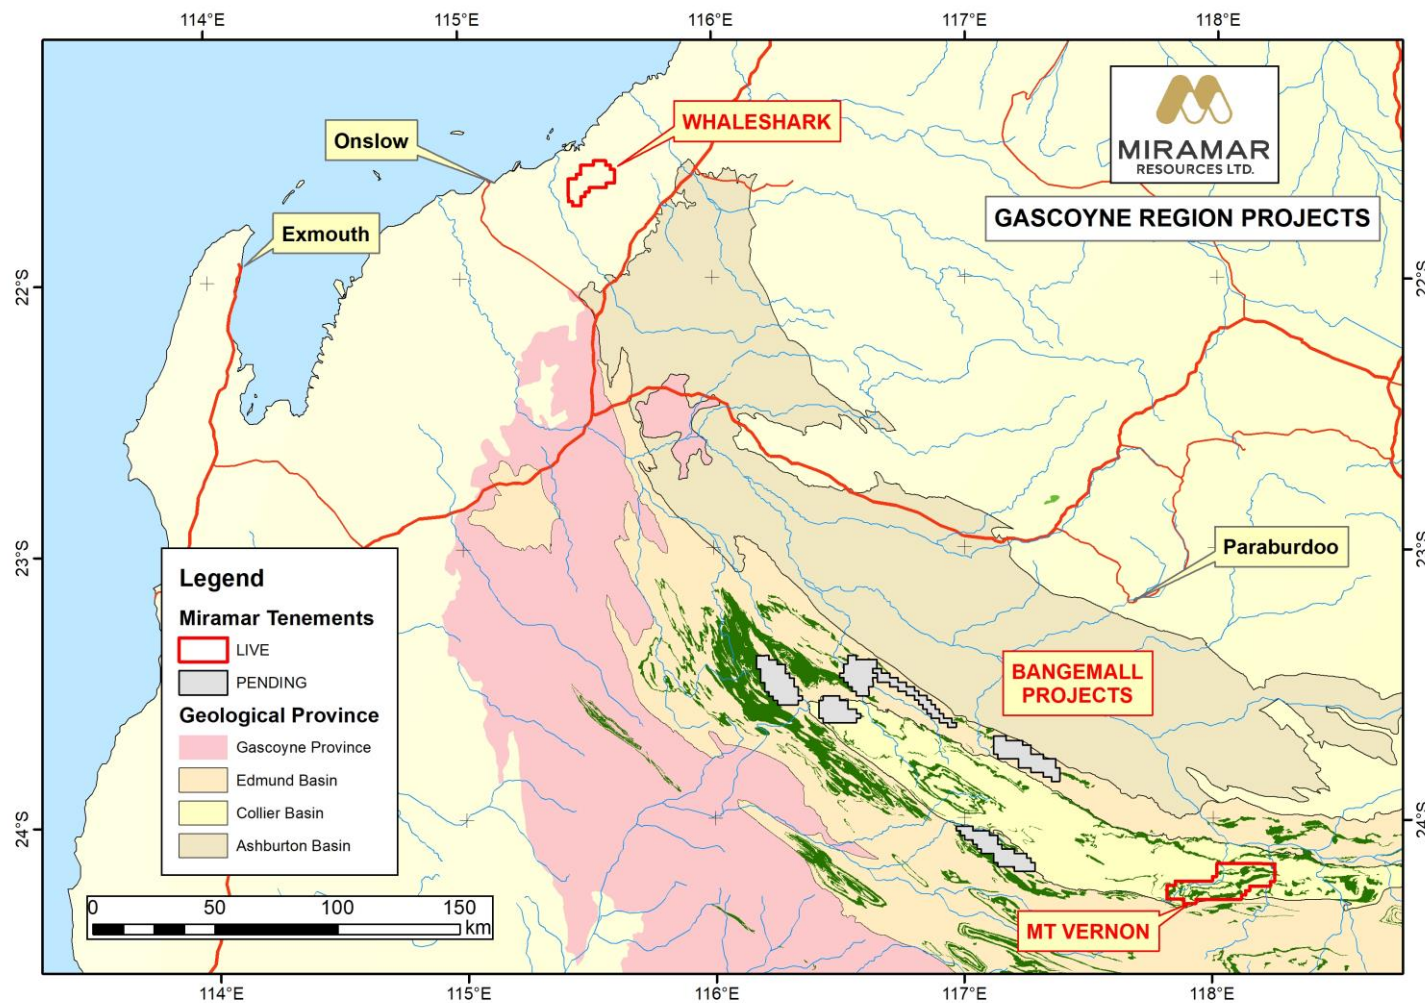 114°E
115°E
116°E
117°E
118°E
WHALESHARK
Onslow
Exmouth
MIRAMAR
RESOURCES LTD.
GASCOYNE REGION PROJECTS
22°S
22°S
23°S
23°S
Paraburdoo
BANGEMALL
PROJECTS
Legend
Miramar Tenements
LIVE
PENDING
Geological Province
Gascoyne Province
Edmund Basin
Collier Basin
Ashburton Basin
24°S
24°S
0 50 100 150
km
MT VERNON
114°E
115°E
116°E
117°E
118°E